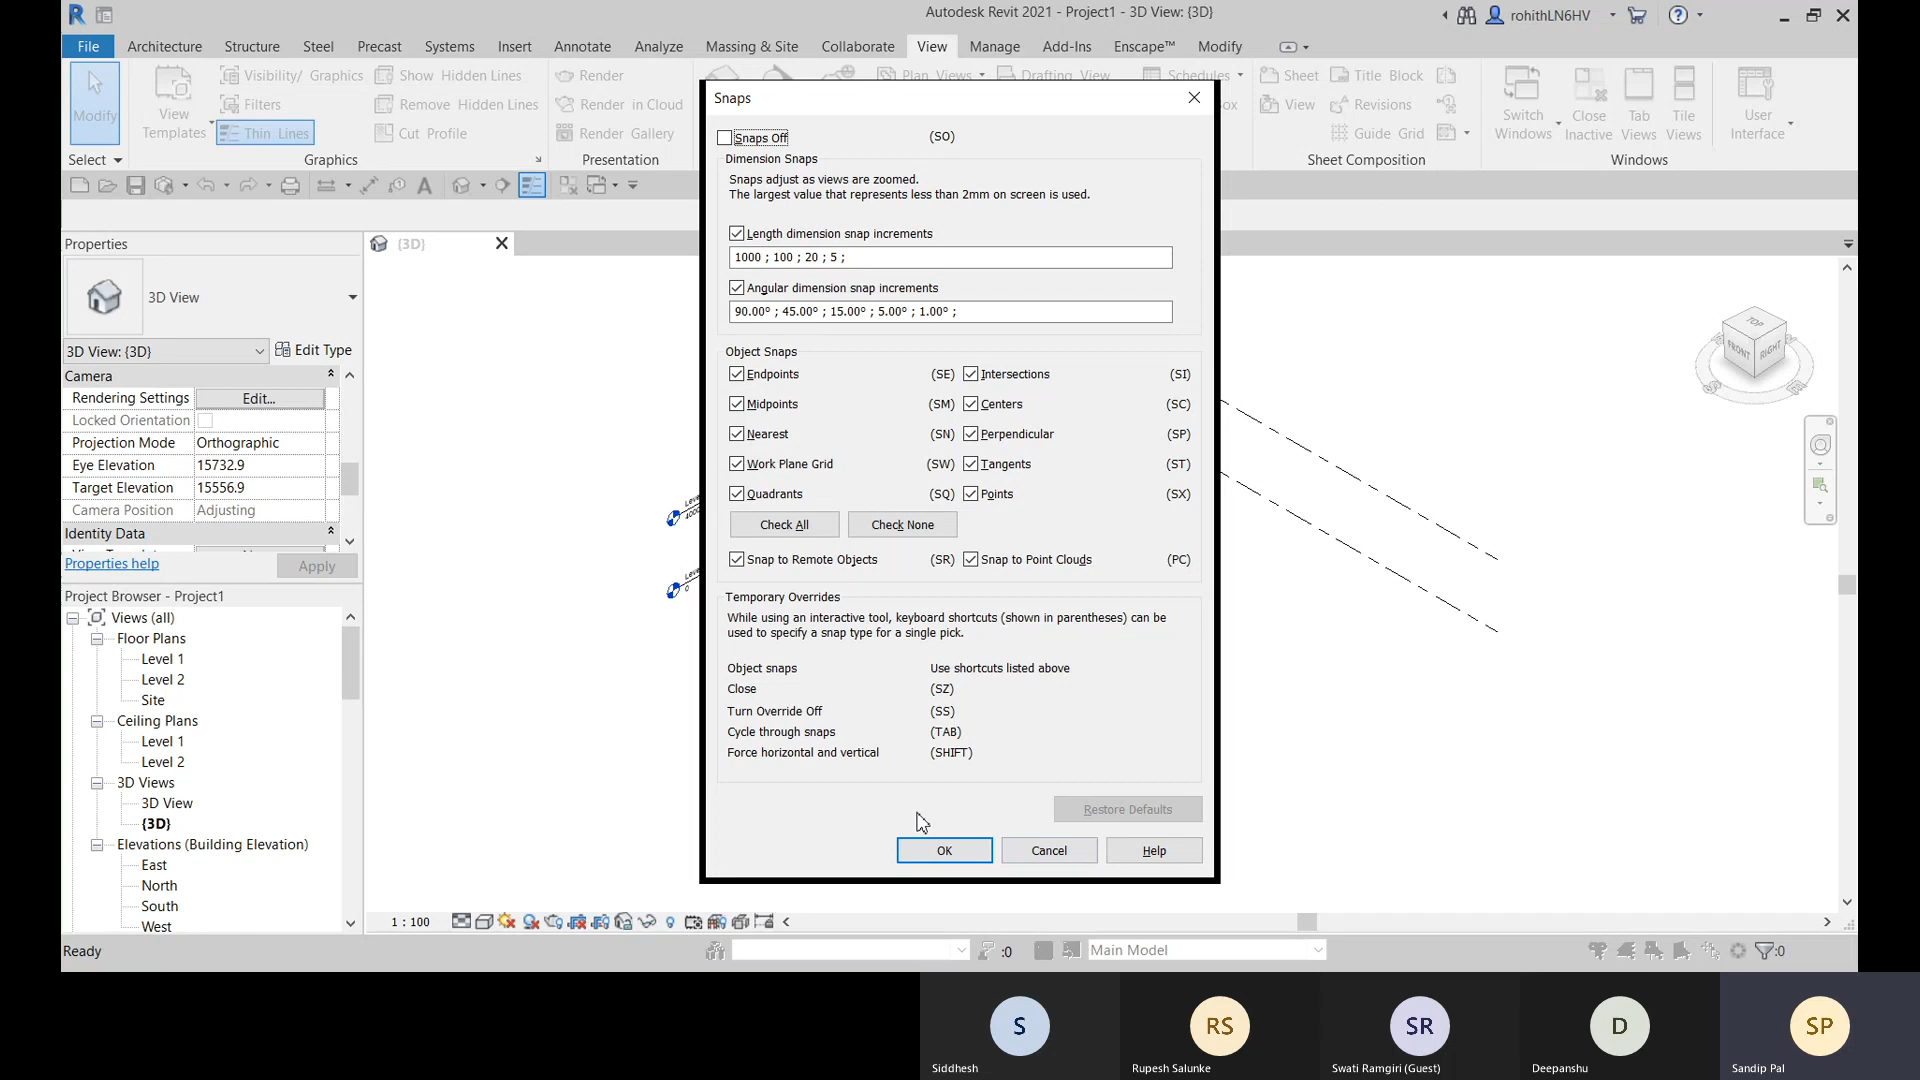 Autodesk Revit 2021 - Project1 - 3D View: {3D}
rohithLN6HV
File Architecture Structure Steel Precast Systems Insert Annotate Analyze Massing & Site Collaborate View Manage Add-Ins Enscape™ Modify
Modify
View
Templates
Visibility/ Graphics
Filters
Thin Lines
Show Hidden Lines
Remove Hidden Lines
Cut Profile
Render
Render in Cloud
Render Gallery
Plan Views
Drafting View
Schedules
Sheet
View
Title Block
Revisions
Guide Grid
Switch
Windows
Close
Inactive
Tab
Views
Tile
Views
User
Interface
Select
Graphics
Presentation
Sheet Composition
Windows
Properties
{3D}
3D View
3D View: {3D}
Edit Type
Camera
Rendering Settings Edit...
Locked Orientation
Projection Mode Orthographic
Eye Elevation 15732.9
Target Elevation 15556.9
Camera Position Adjusting
Identity Data
Properties help
Apply
Project Browser - Project1
Views (all)
Floor Plans
Level 1
Level 2
Site
Ceiling Plans
Level 1
Level 2
3D Views
3D View
{3D}
Elevations (Building Elevation)
East
North
South
West
Snaps
Snaps Off (SO)
Dimension Snaps
Snaps adjust as views are zoomed.
The largest value that represents less than 2mm on screen is used.
Length dimension snap increments
1000 ; 100 ; 20 ; 5 ;
Angular dimension snap increments
90.00° ; 45.00° ; 15.00° ; 5.00° ; 1.00° ;
Object Snaps
Endpoints (SE) Intersections (SI)
Midpoints (SM) Centers (SC)
Nearest (SN) Perpendicular (SP)
Work Plane Grid (SW) Tangents (ST)
Quadrants (SQ) Points (SX)
Check All Check None
Snap to Remote Objects (SR) Snap to Point Clouds (PC)
Temporary Overrides
While using an interactive tool, keyboard shortcuts (shown in parentheses) can be
used to specify a snap type for a single pick.
Object snaps Use shortcuts listed above
Close (SZ)
Turn Override Off (SS)
Cycle through snaps (TAB)
Force horizontal and vertical (SHIFT)
Restore Defaults
OK Cancel Help
TOP
FRONT
RIGHT
1 : 100
Ready
:0
Main Model
:0
S
RS
SR
D
SP
Siddhesh
Rupesh Salunke
Swati Ramgiri (Guest)
Deepanshu
Sandip Pal